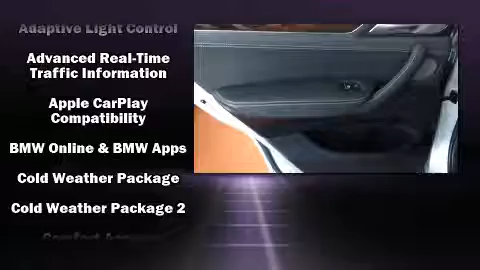 Adaptive Light Control
Advanced Real-Time
Traffic Information
Apple CarPlay
Compatibility
BMW Online & BMW Apps
Cold Weather Package
Cold Weather Package 2